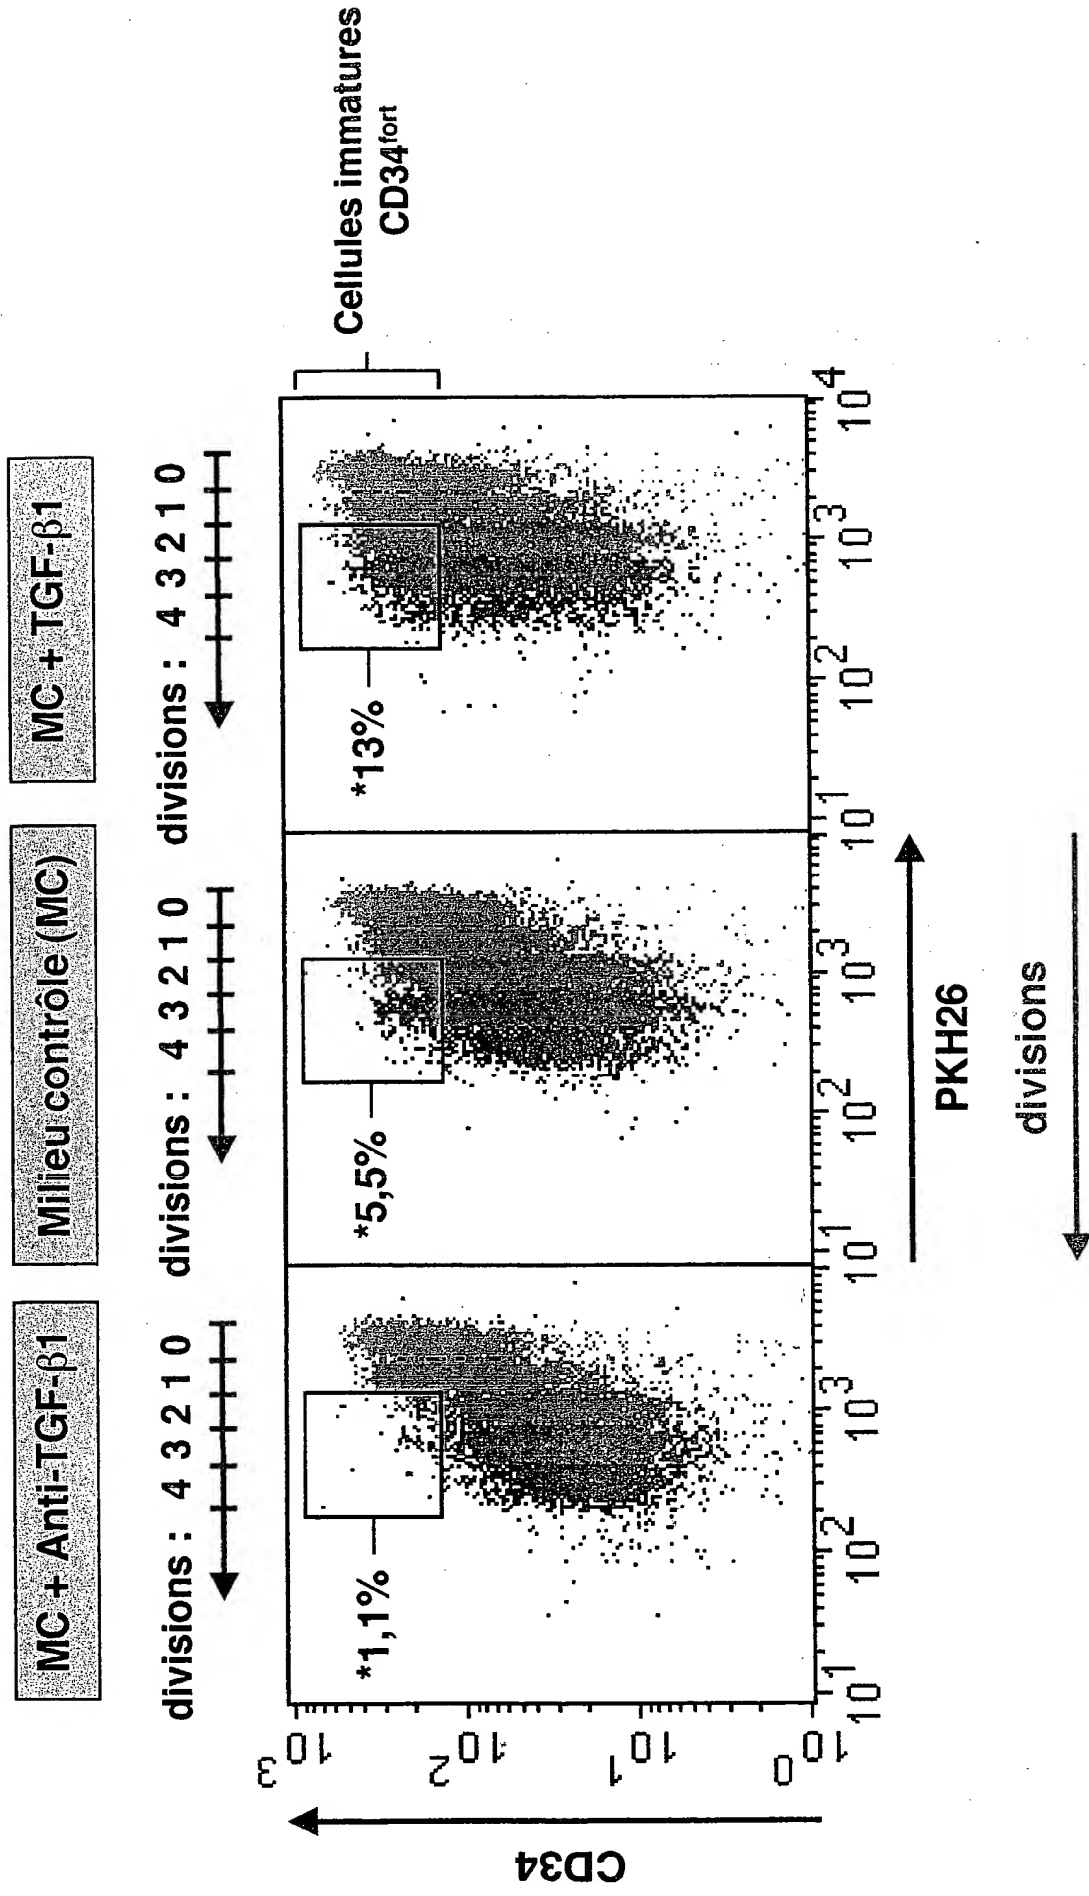 MC + Anti-TGF-β1
Milieu contrôle (MC)
MC + TGF-β1
divisions : 4 3 2 1 0
divisions : 4 3 2 1 0
divisions : 4 3 2 1 0
Cellules immatures
CD34fort
*1,1%
*5,5%
*13%
CD34
10³
10²
10¹
10⁰
10¹ 10² 10³ 10¹ 10² 10³ 10¹ 10² 10³ 10⁴
PKH26
divisions